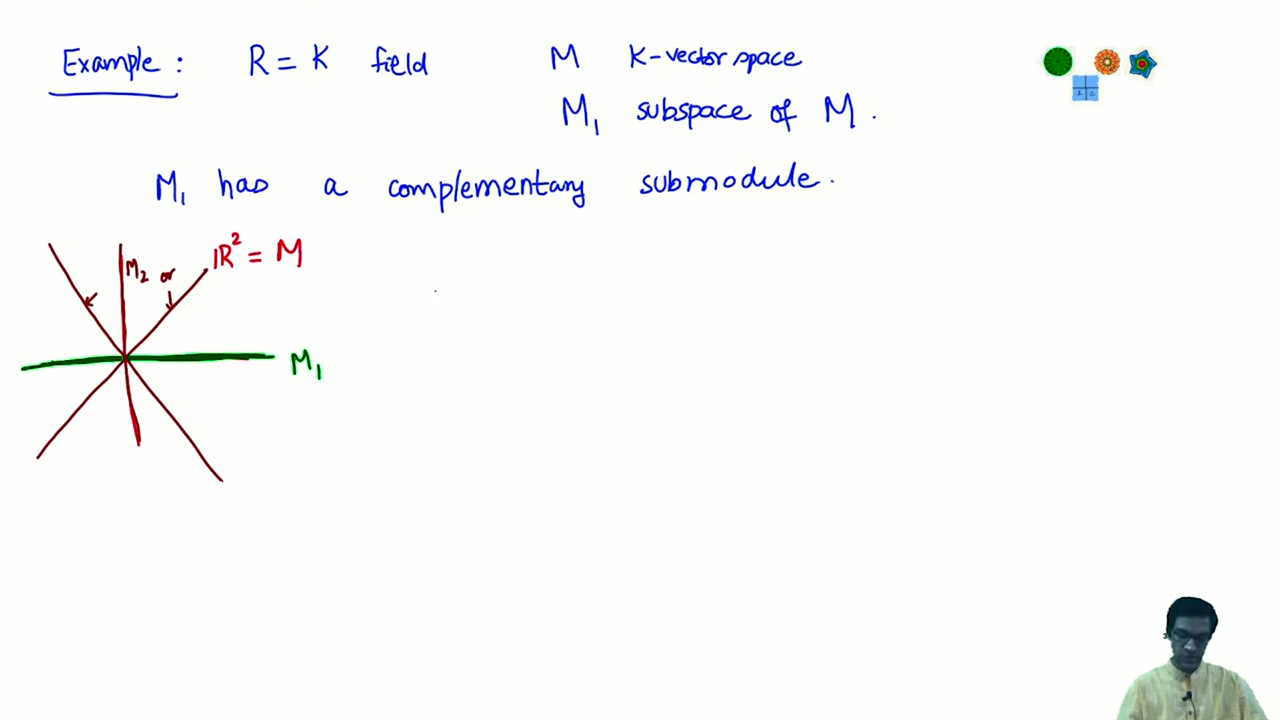 Example : R = K field M K-vector space
M₁ subspace of M .
M₁ has a complementary submodule .
ℝ² = M
M₂ or
M₁